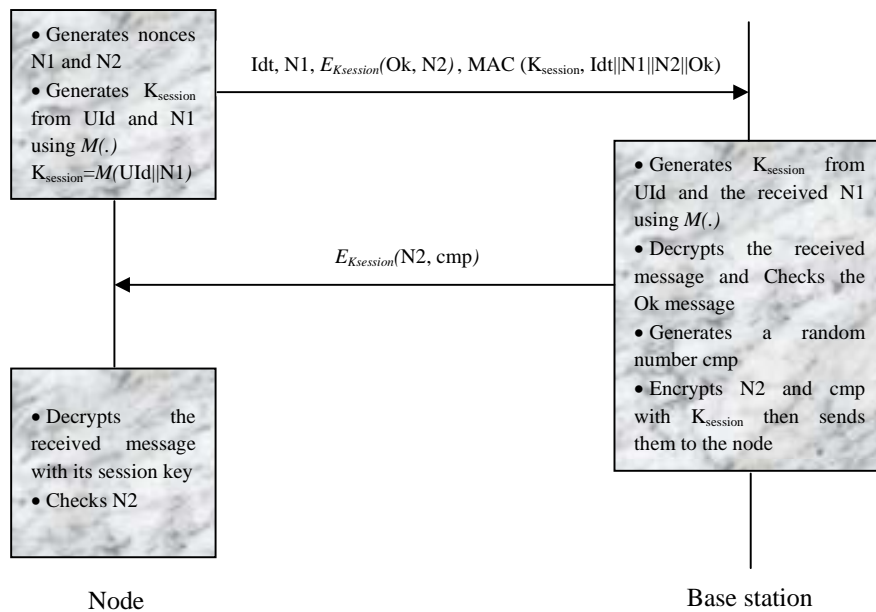 • Generates nonces
N1 and N2
• Generates Ksession
from UId and N1
using M(.)
Ksession=M(UId||N1)
Idt, N1, EKsession(Ok, N2) , MAC (Ksession, Idt||N1||N2||Ok)
• Generates Ksession from
UId and the received N1
using M(.)
• Decrypts the received
message and Checks the
Ok message
• Generates a random
number cmp
• Encrypts N2 and cmp
with Ksession then sends
them to the node
EKsession(N2, cmp)
• Decrypts the
received message
with its session key
• Checks N2
Node
Base station